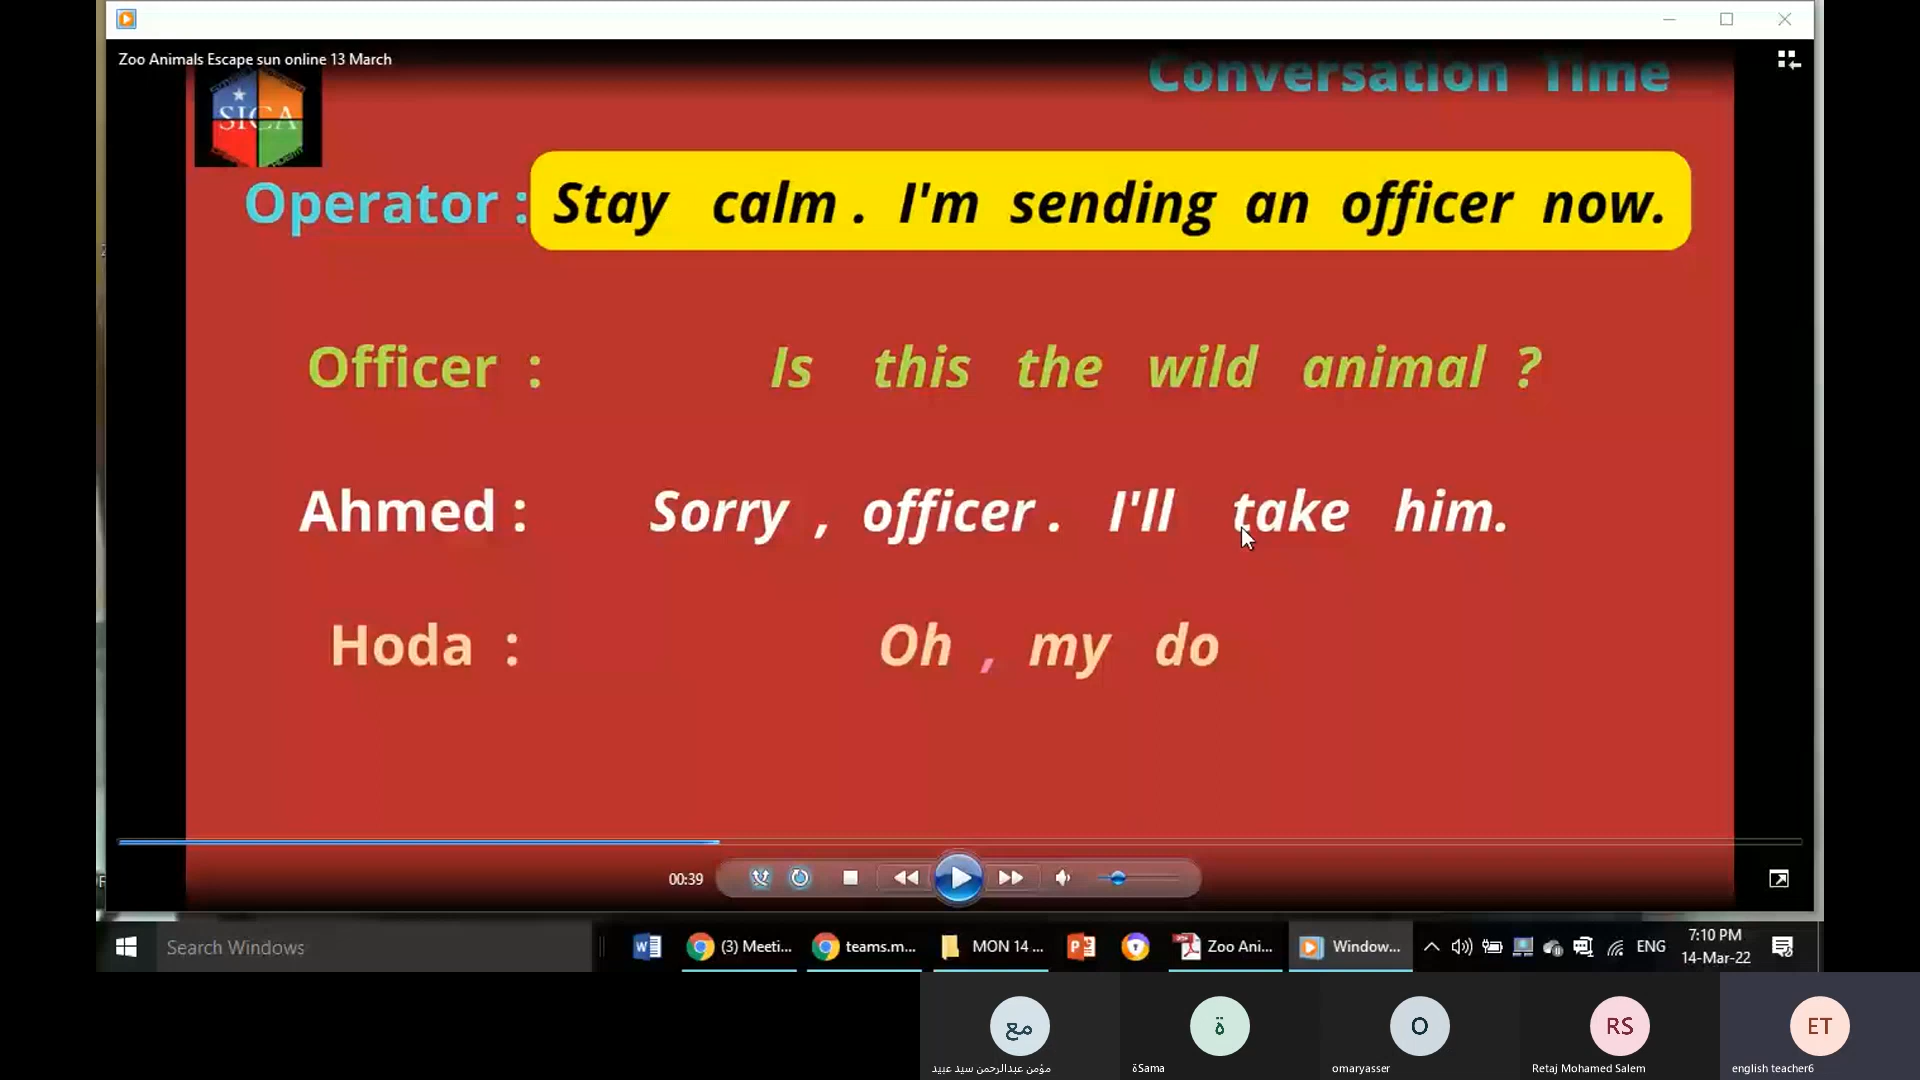 Zoo Animals Escape sun online 13 March
Conversation Time
SICA
Operator : Stay calm . I'm sending an officer now.
Officer : Is this the wild animal ?
Ahmed : Sorry , officer . I'll take him.
Hoda : Oh , my do
00:39
Search Windows
(3) Meeti...
teams.m...
MON 14 ...
Zoo Ani...
Window...
ENG
7:10 PM
14-Mar-22
مع
ة
O
RS
ET
مؤمن عبدالرحمن سيد عبيد
ةSama
omaryasser
Retaj Mohamed Salem
english teacher6